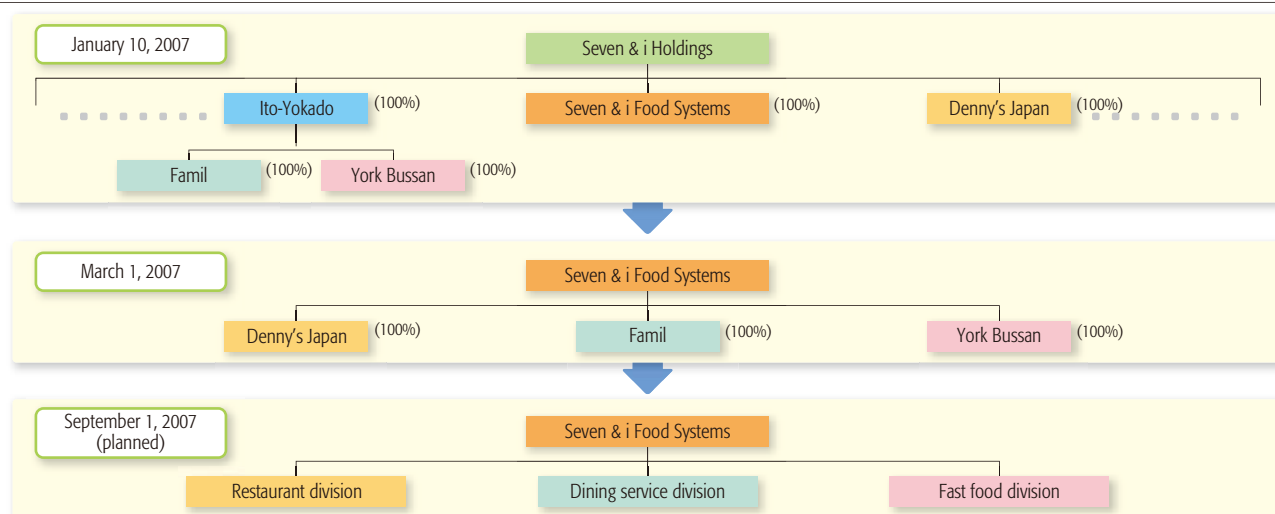 January 10, 2007
Seven & i Holdings
Ito-Yokado (100%)
Seven & i Food Systems (100%)
Denny's Japan (100%)
Famil (100%)
York Bussan (100%)
March 1, 2007
Seven & i Food Systems
Denny's Japan (100%)
Famil (100%)
York Bussan (100%)
September 1, 2007
(planned)
Seven & i Food Systems
Restaurant division
Dining service division
Fast food division